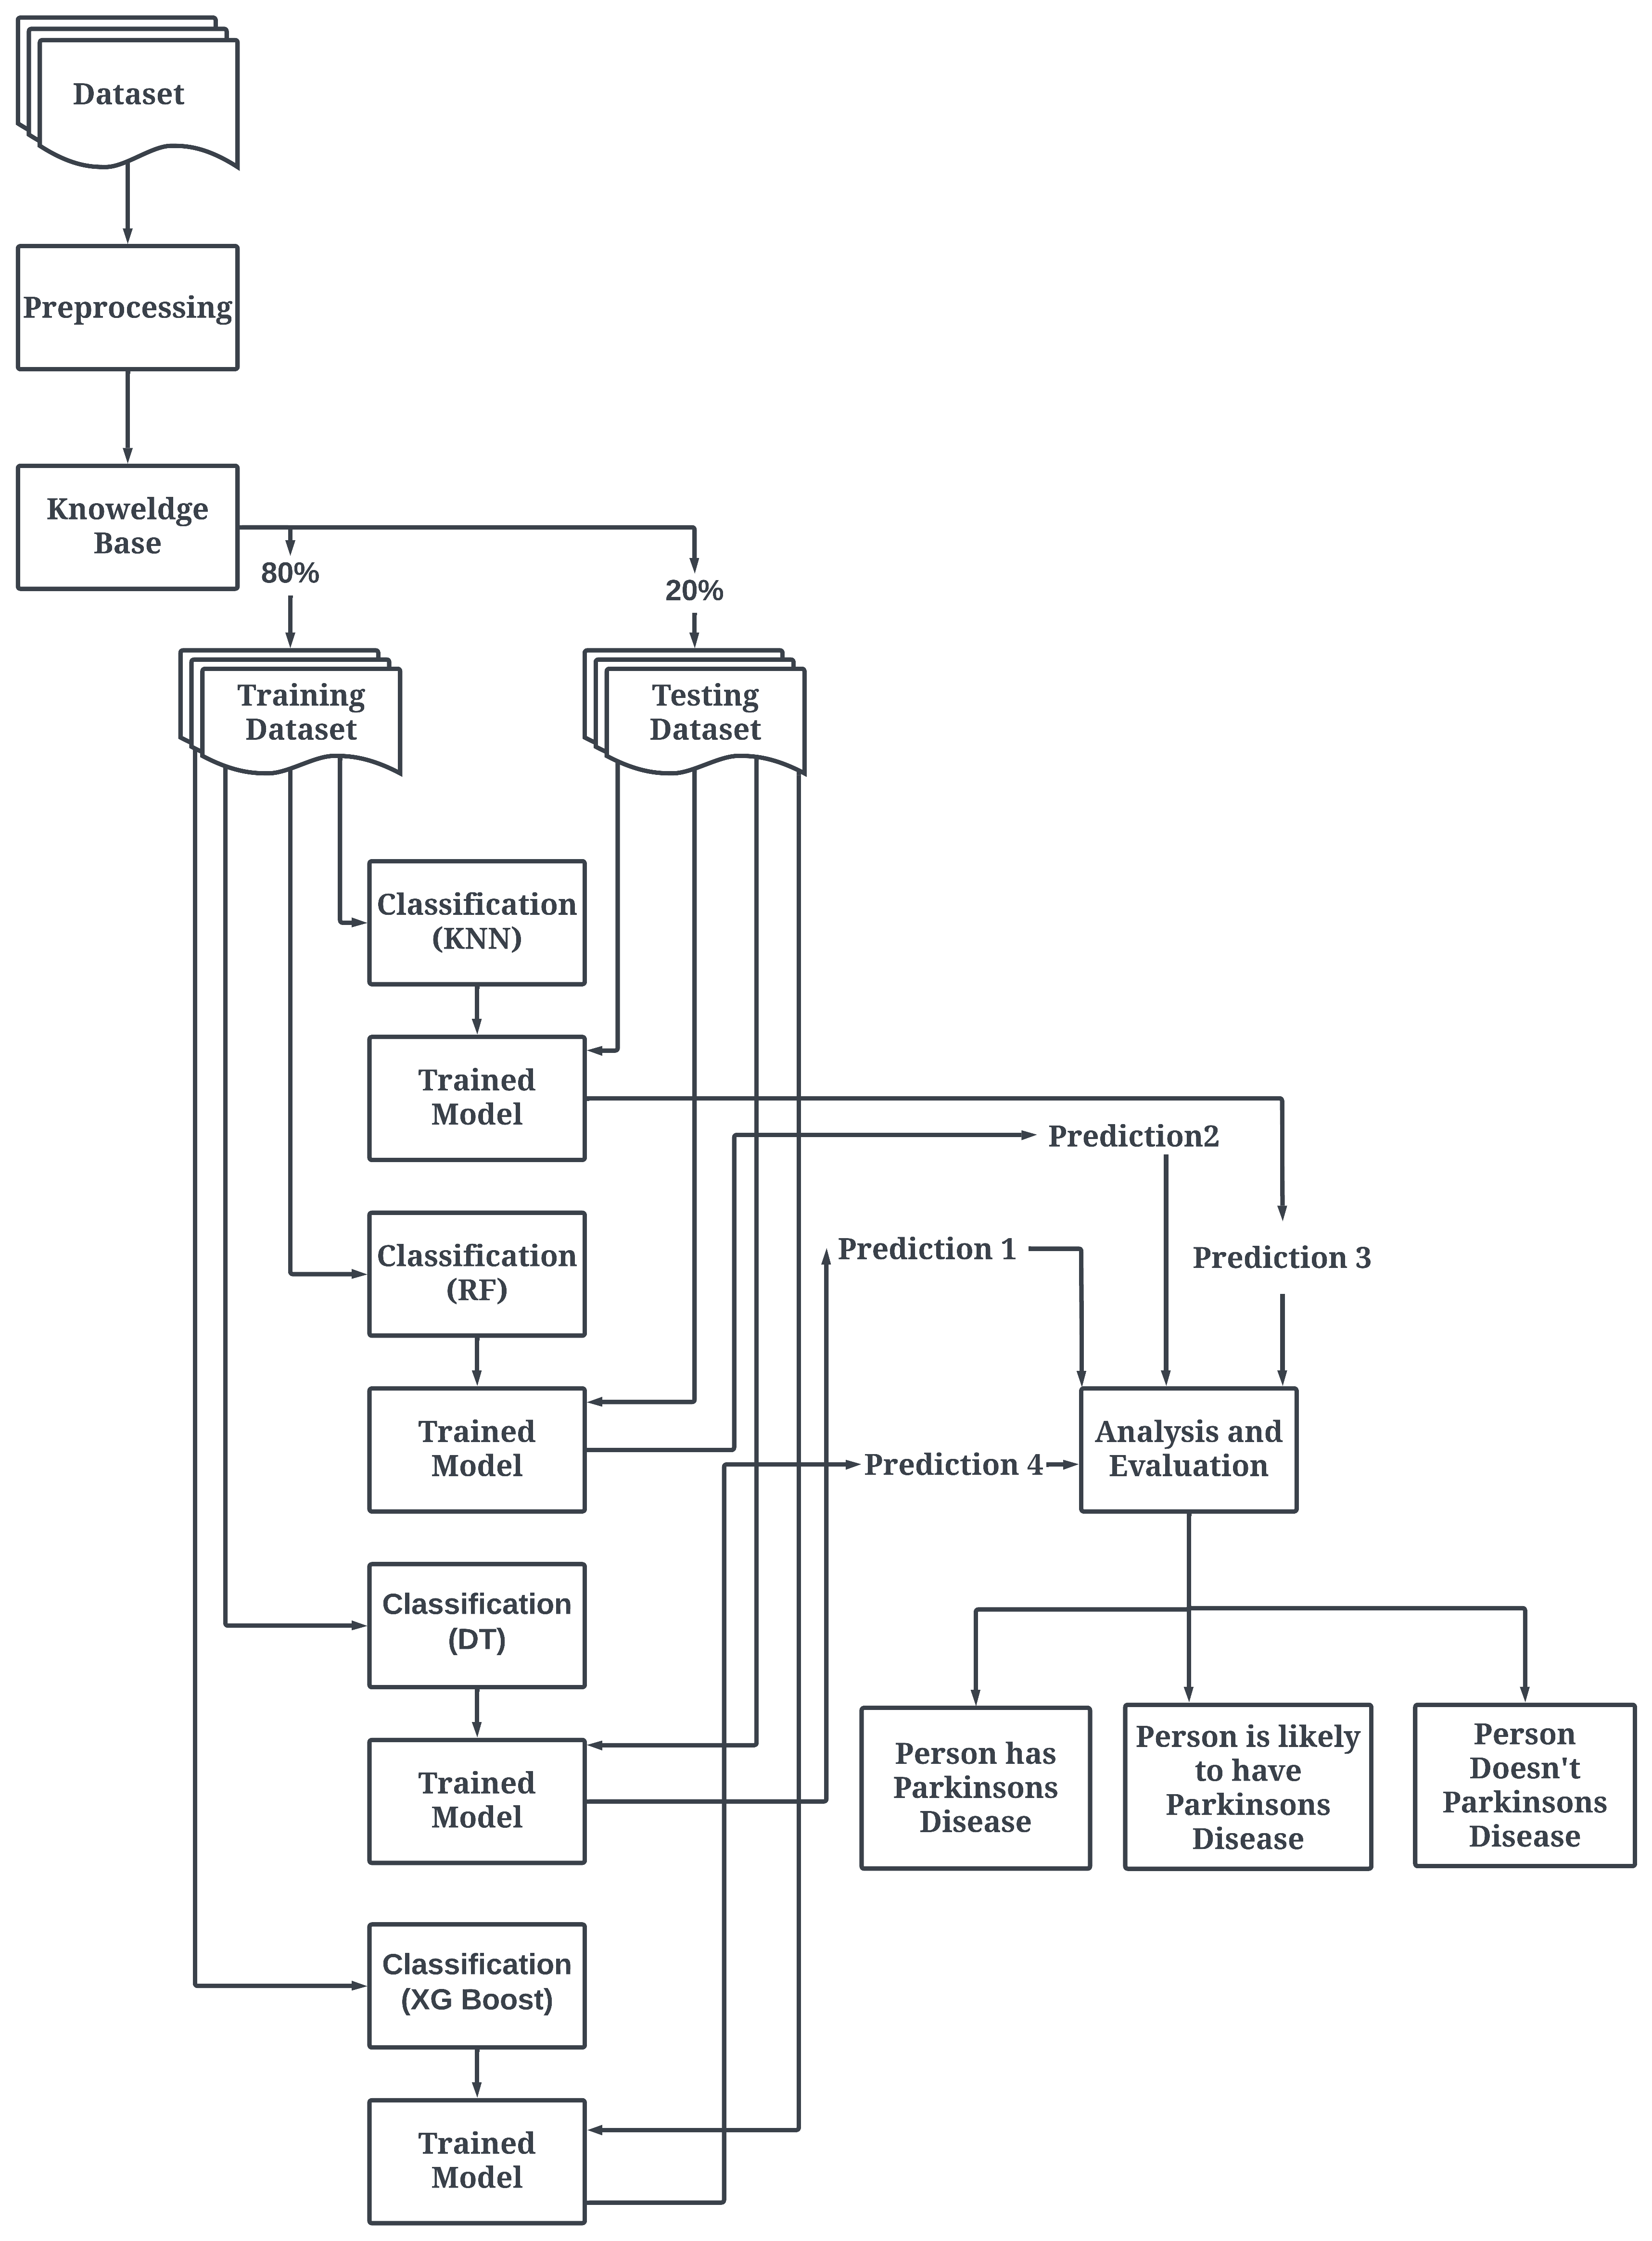 Dataset
Preprocessing
Knoweldge
Base
80%
20%
Training
Dataset
Testing
Dataset
Classification
(KNN)
Trained
Model
Prediction2
Classification
(RF)
Prediction 1
Prediction 3
Trained
Model
Prediction 4
Analysis and
Evaluation
Classification
(DT)
Trained
Model
Person has
Parkinsons
Disease
Person is likely
to have
Parkinsons
Disease
Person
Doesn't
Parkinsons
Disease
Classification
(XG Boost)
Trained
Model